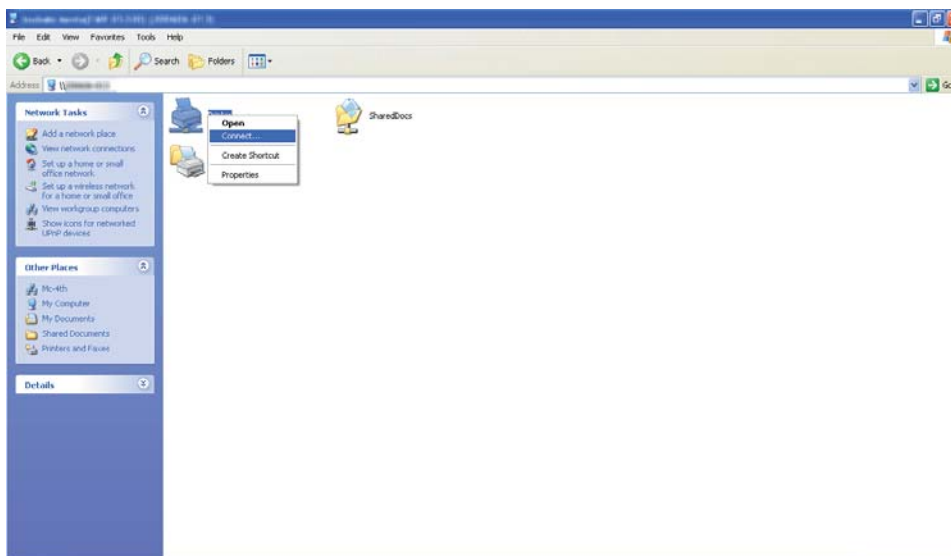 File Edit View Favorites Tools Help
Back Search Folders
Address \\
Go
Network Tasks
Add a network place
View network connections
Set up a home or small
office network
Set up a wireless network
for a home or small office
View workgroup computers
Show icons for networked
UPnP devices
Other Places
Mc-4th
My Computer
My Documents
Shared Documents
Printers and Faxes
Details
Open
Connect...
Create Shortcut
Properties
SharedDocs